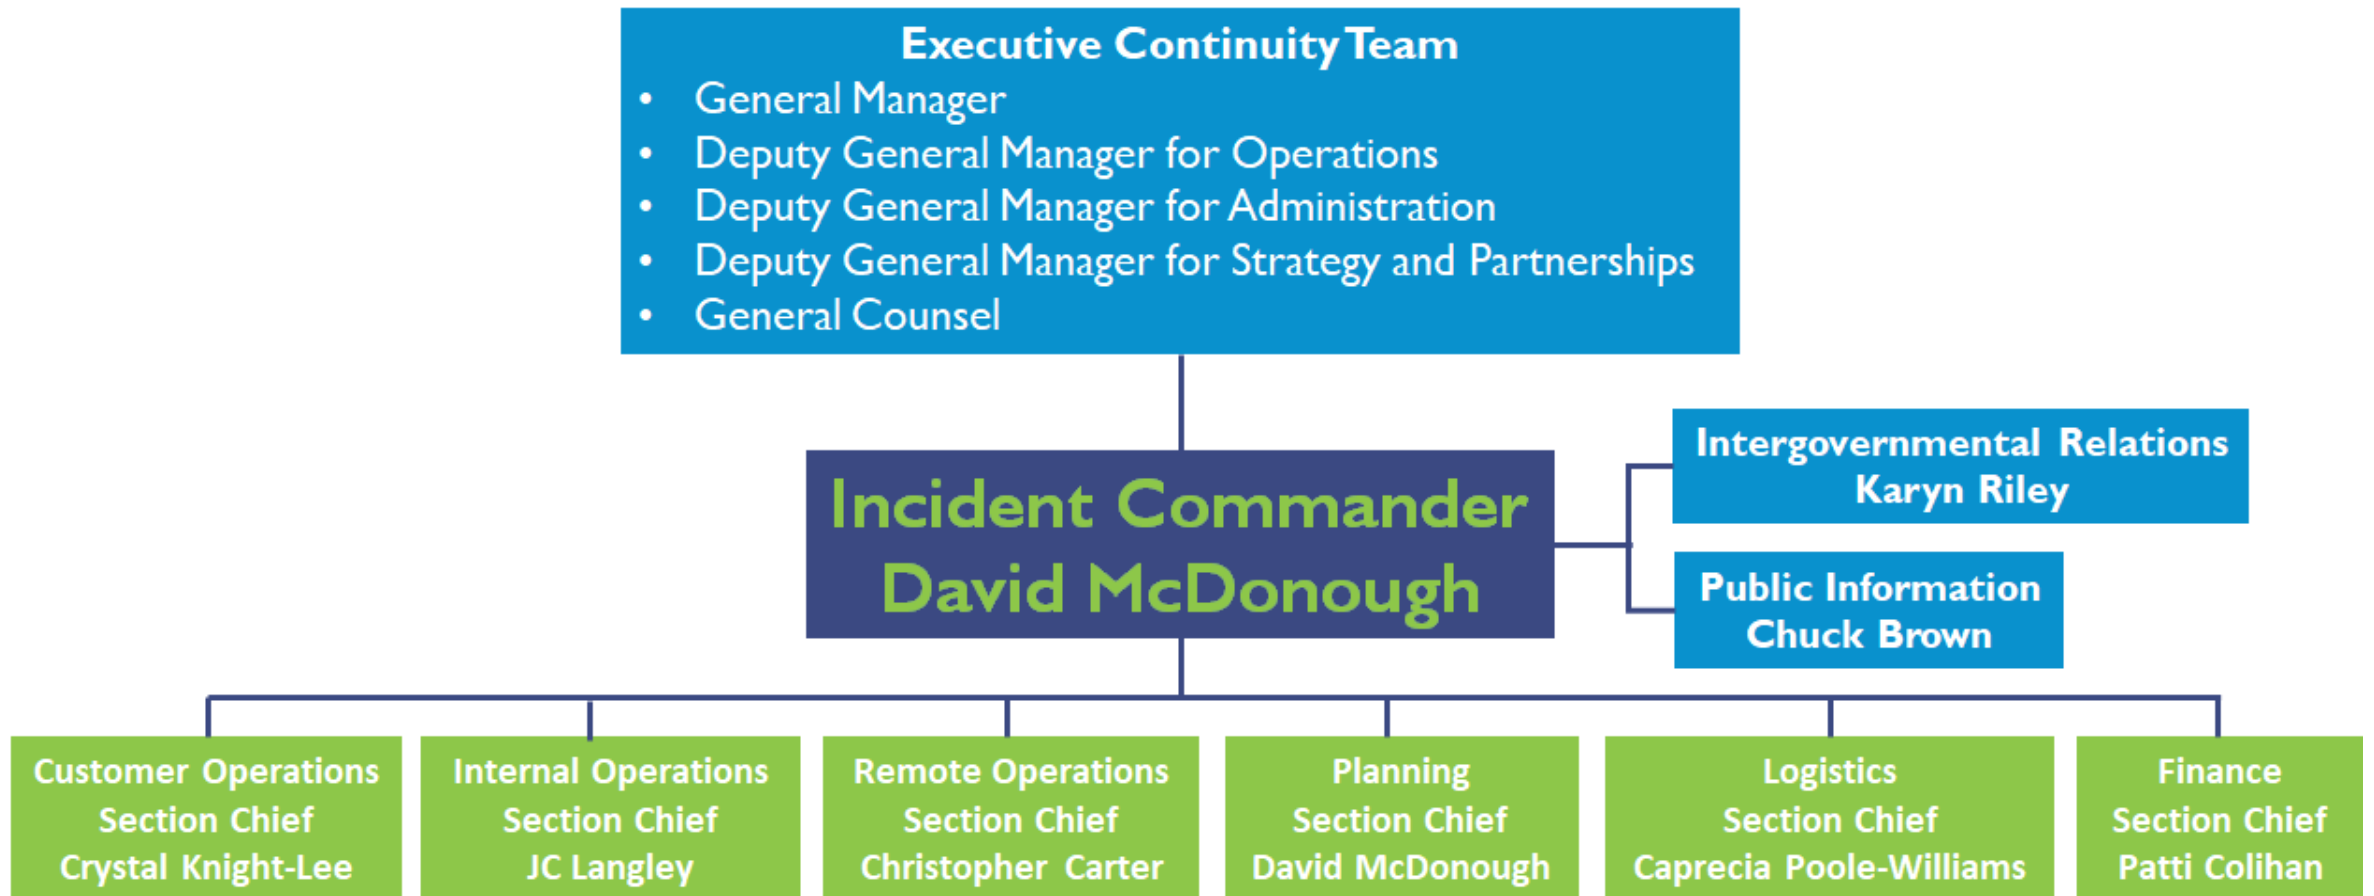 Executive Continuity Team
• General Manager
• Deputy General Manager for Operations
• Deputy General Manager for Administration
• Deputy General Manager for Strategy and Partnerships
• General Counsel
Incident Commander
David McDonough
Intergovernmental Relations
Karyn Riley
Public Information
Chuck Brown
Customer Operations
Section Chief
Crystal Knight-Lee
Internal Operations
Section Chief
JC Langley
Remote Operations
Section Chief
Christopher Carter
Planning
Section Chief
David McDonough
Logistics
Section Chief
Caprecia Poole-Williams
Finance
Section Chief
Patti Colihan